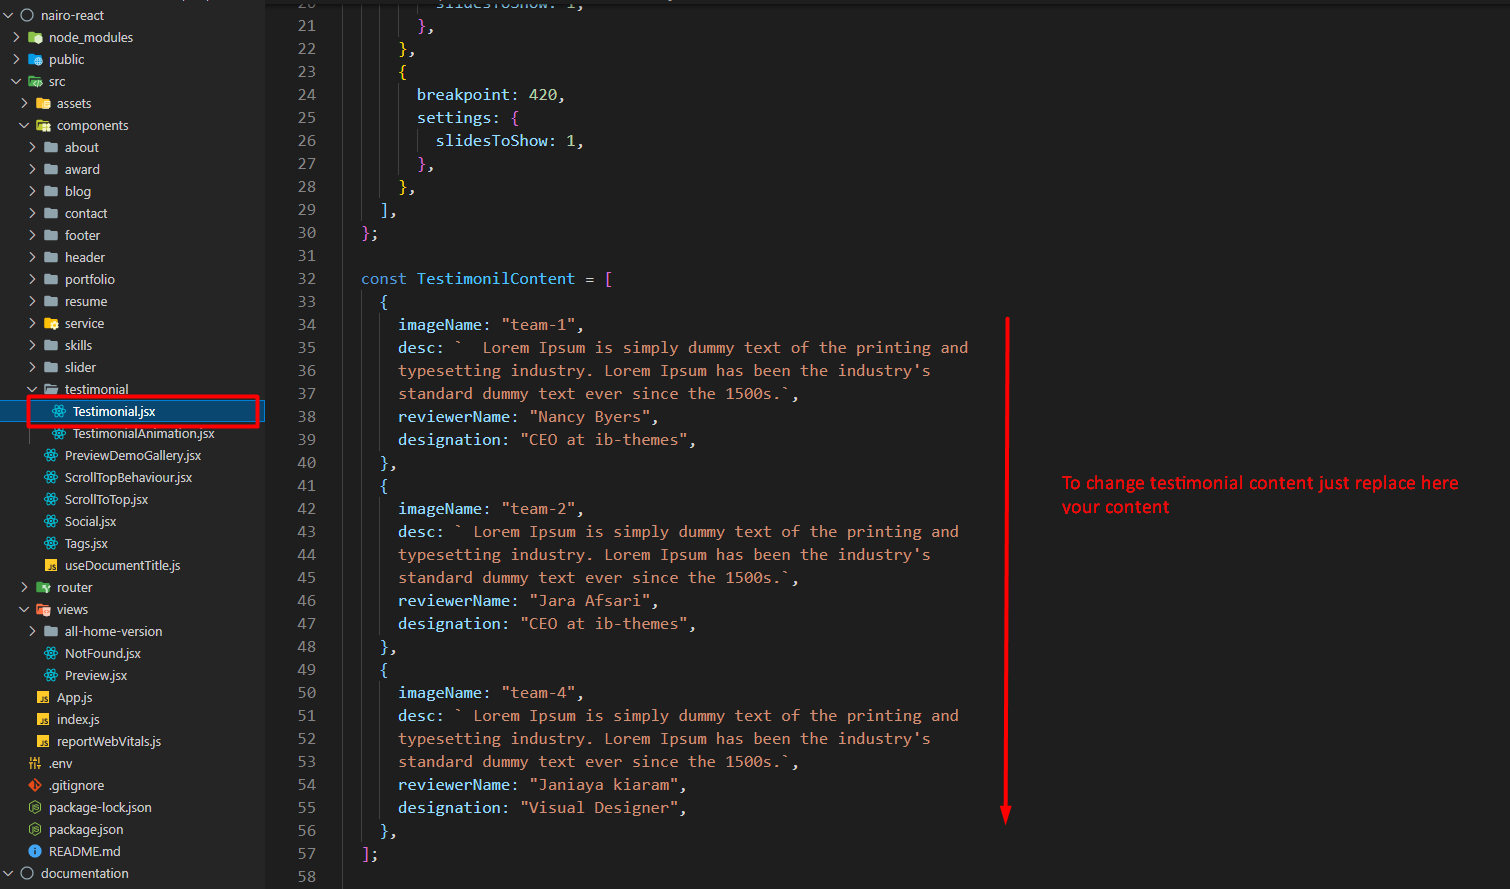 nairo-react
node_modules
public
src
assets
components
about
award
blog
contact
footer
header
portfolio
resume
service
skills
slider
testimonial
Testimonial.jsx
TestimonialAnimation.jsx
PreviewDemoGallery.jsx
ScrollTopBehaviour.jsx
ScrollToTop.jsx
Social.jsx
Tags.jsx
useDocumentTitle.js
router
views
all-home-version
NotFound.jsx
Preview.jsx
App.js
index.js
reportWebVitals.js
.env
.gitignore
package-lock.json
package.json
README.md
documentation
20 slidesToShow: 1,
21 },
22 },
23 {
24 breakpoint: 420,
25 settings: {
26 slidesToShow: 1,
27 },
28 },
29 ],
30 };
31
32 const TestimonilContent = [
33 {
34 imageName: "team-1",
35 desc: `  Lorem Ipsum is simply dummy text of the printing and
36 typesetting industry. Lorem Ipsum has been the industry's
37 standard dummy text ever since the 1500s.`,
38 reviewerName: "Nancy Byers",
39 designation: "CEO at ib-themes",
40 },
41 {
42 imageName: "team-2",
43 desc: ` Lorem Ipsum is simply dummy text of the printing and
44 typesetting industry. Lorem Ipsum has been the industry's
45 standard dummy text ever since the 1500s.`,
46 reviewerName: "Jara Afsari",
47 designation: "CEO at ib-themes",
48 },
49 {
50 imageName: "team-4",
51 desc: ` Lorem Ipsum is simply dummy text of the printing and
52 typesetting industry. Lorem Ipsum has been the industry's
53 standard dummy text ever since the 1500s.`,
54 reviewerName: "Janiaya kiaram",
55 designation: "Visual Designer",
56 },
57 ];
58
To change testimonial content just replace here
your content